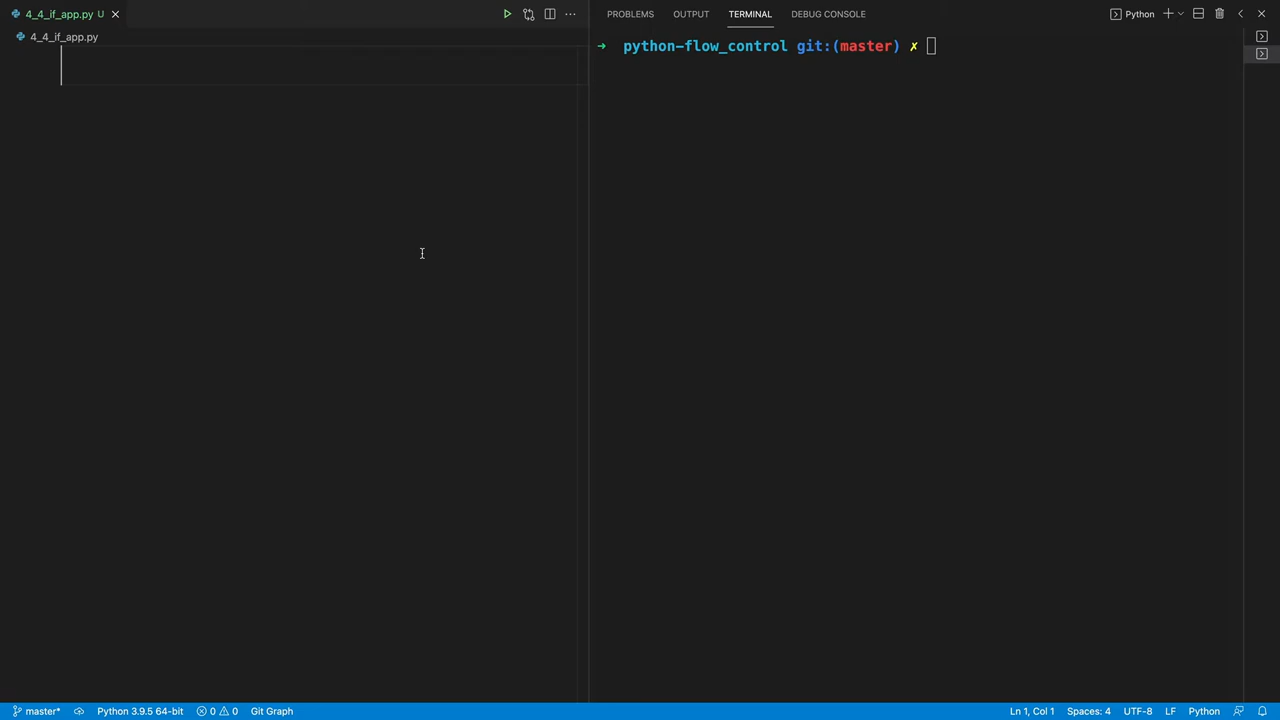 4_4_if_app.py U
PROBLEMS OUTPUT TERMINAL DEBUG CONSOLE Python
4_4_if_app.py
➜ python-flow_control git:(master) ✗
master* Python 3.9.5 64-bit 0 0 Git Graph Ln 1, Col 1 Spaces: 4 UTF-8 LF Python